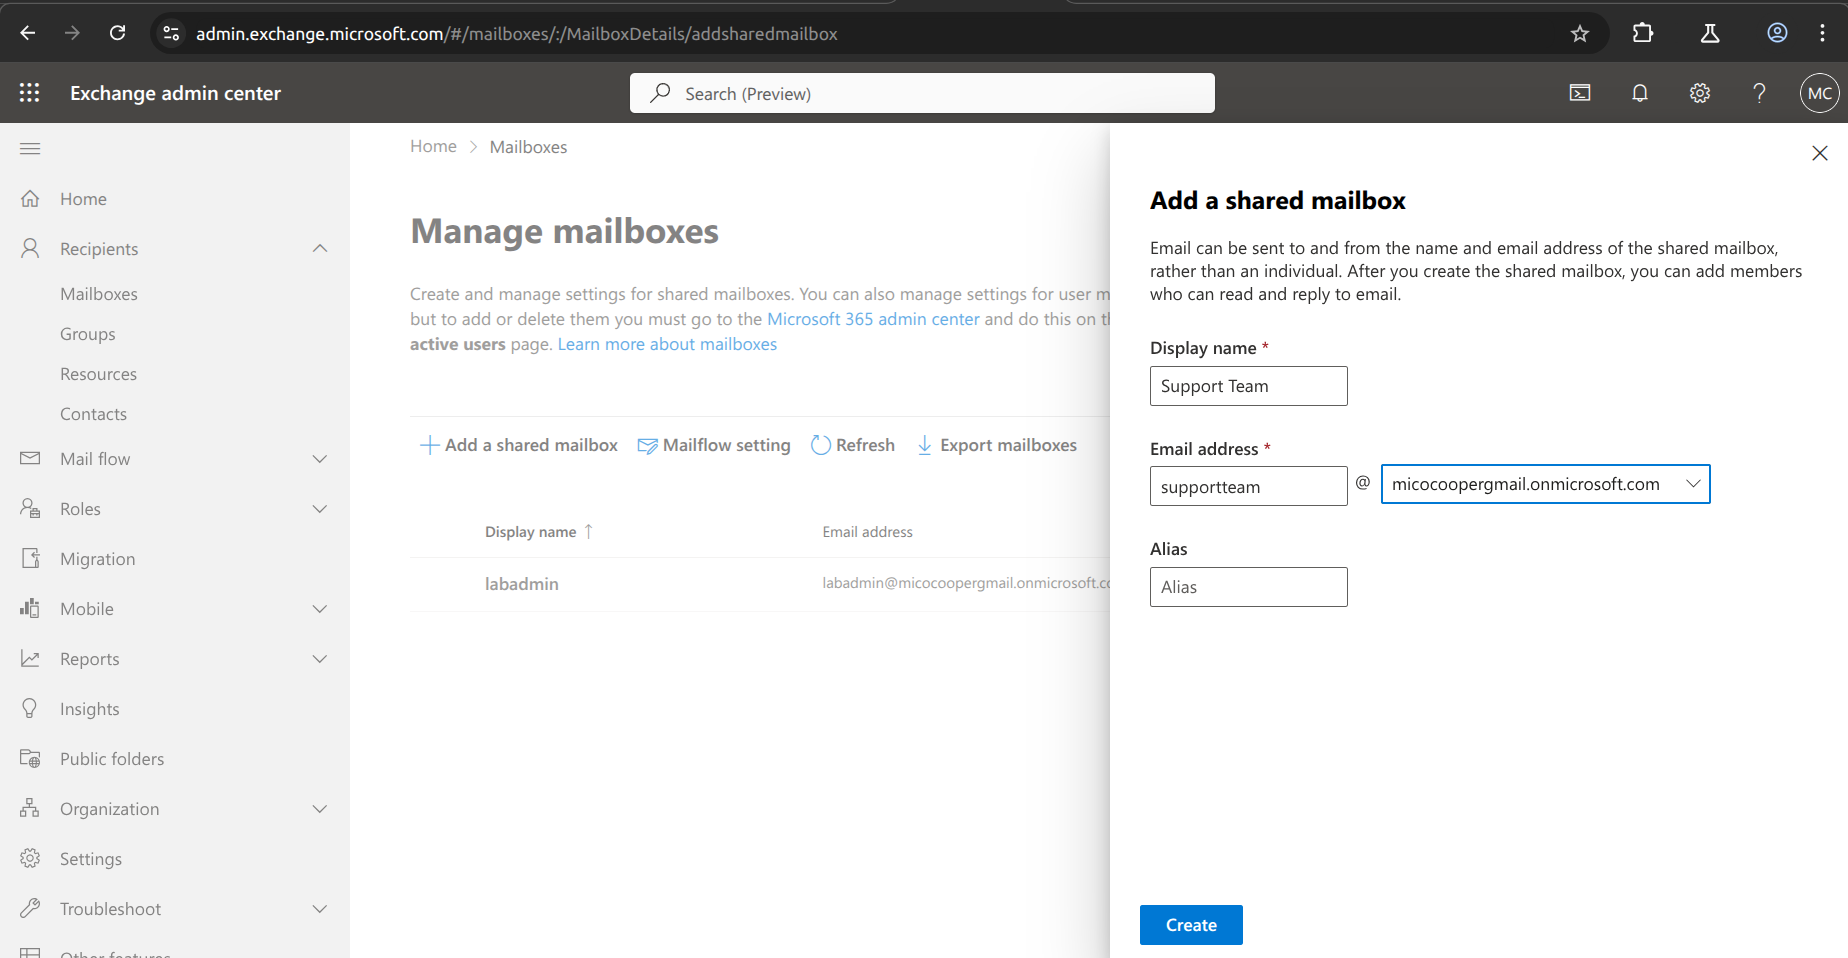 admin.exchange.microsoft.com/#/mailboxes/:/MailboxDetails/addsharedmailbox
Exchange admin center
Search (Preview)
MC
Home
Recipients
Mailboxes
Groups
Resources
Contacts
Mail flow
Roles
Migration
Mobile
Reports
Insights
Public folders
Organization
Settings
Troubleshoot
Other features
Home > Mailboxes
Manage mailboxes
Create and manage settings for shared mailboxes. You can also manage settings for user m
but to add or delete them you must go to the Microsoft 365 admin center and do this on th
active users page. Learn more about mailboxes
Add a shared mailbox Mailflow setting Refresh Export mailboxes
Display name ↑ Email address
labadmin labadmin@micocoopergmail.onmicrosoft.co
Add a shared mailbox
Email can be sent to and from the name and email address of the shared mailbox,
rather than an individual. After you create the shared mailbox, you can add members
who can read and reply to email.
Display name *
Support Team
Email address *
supportteam @ micocoopergmail.onmicrosoft.com
Alias
Alias
Create